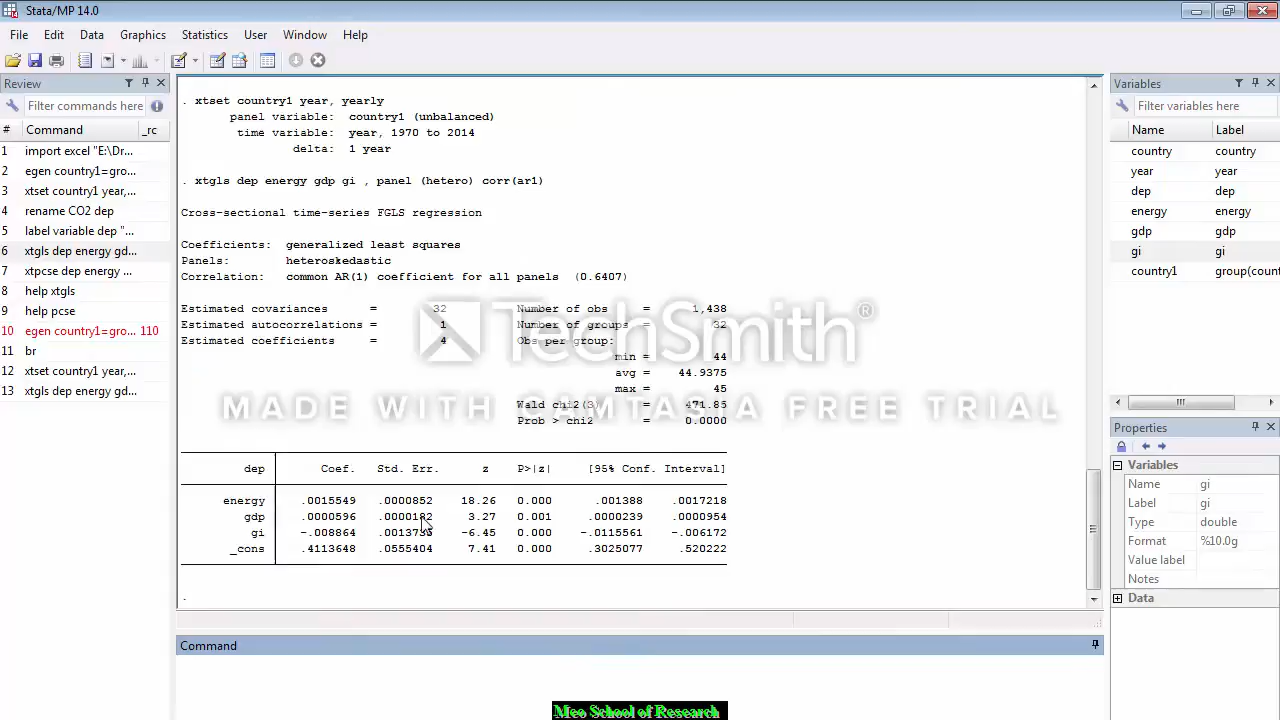 Stata/MP 14.0
File Edit Data Graphics Statistics User Window Help
Review
Filter commands here
# Command _rc
1 import excel "E:\Dr...
2 egen country1=gro...
3 xtset country1 year,...
4 rename CO2 dep
5 label variable dep "...
6 xtgls dep energy gd...
7 xtpcse dep energy ...
8 help xtgls
9 help pcse
10 egen country1=gro... 110
11 br
12 xtset country1 year,...
13 xtgls dep energy gd...
. xtset country1 year, yearly
panel variable: country1 (unbalanced)
time variable: year, 1970 to 2014
delta: 1 year
. xtgls dep energy gdp gi , panel (hetero) corr(ar1)
Cross-sectional time-series FGLS regression
Coefficients: generalized least squares
Panels: heteroskedastic
Correlation: common AR(1) coefficient for all panels (0.6407)
Estimated covariances = 32 Number of obs = 1,438
Estimated autocorrelations = 1 Number of groups = 32
Estimated coefficients = 4 Obs per group:
min = 44
avg = 44.9375
max = 45
Wald chi2(3) = 471.85
Prob > chi2 = 0.0000
dep Coef. Std. Err. z P>|z| [95% Conf. Interval]
energy .0015549 .0000852 18.26 0.000 .001388 .0017218
gdp .0000596 .0000182 3.27 0.001 .0000239 .0000954
gi -.008864 -6.45 0.000 -.0115561 -.006172
_cons .4113648 .0555404 7.41 0.000 .3025077 .520222
.
TechSmith®
MADE WITH CAMTASIA FREE TRIAL
Command
Meo School of Research
Variables
Filter variables here
Name Label
country country
year year
dep dep
energy energy
gdp gdp
gi gi
country1 group(coun
Properties
Variables
Name gi
Label gi
Type double
Format %10.0g
Value label
Notes
Data